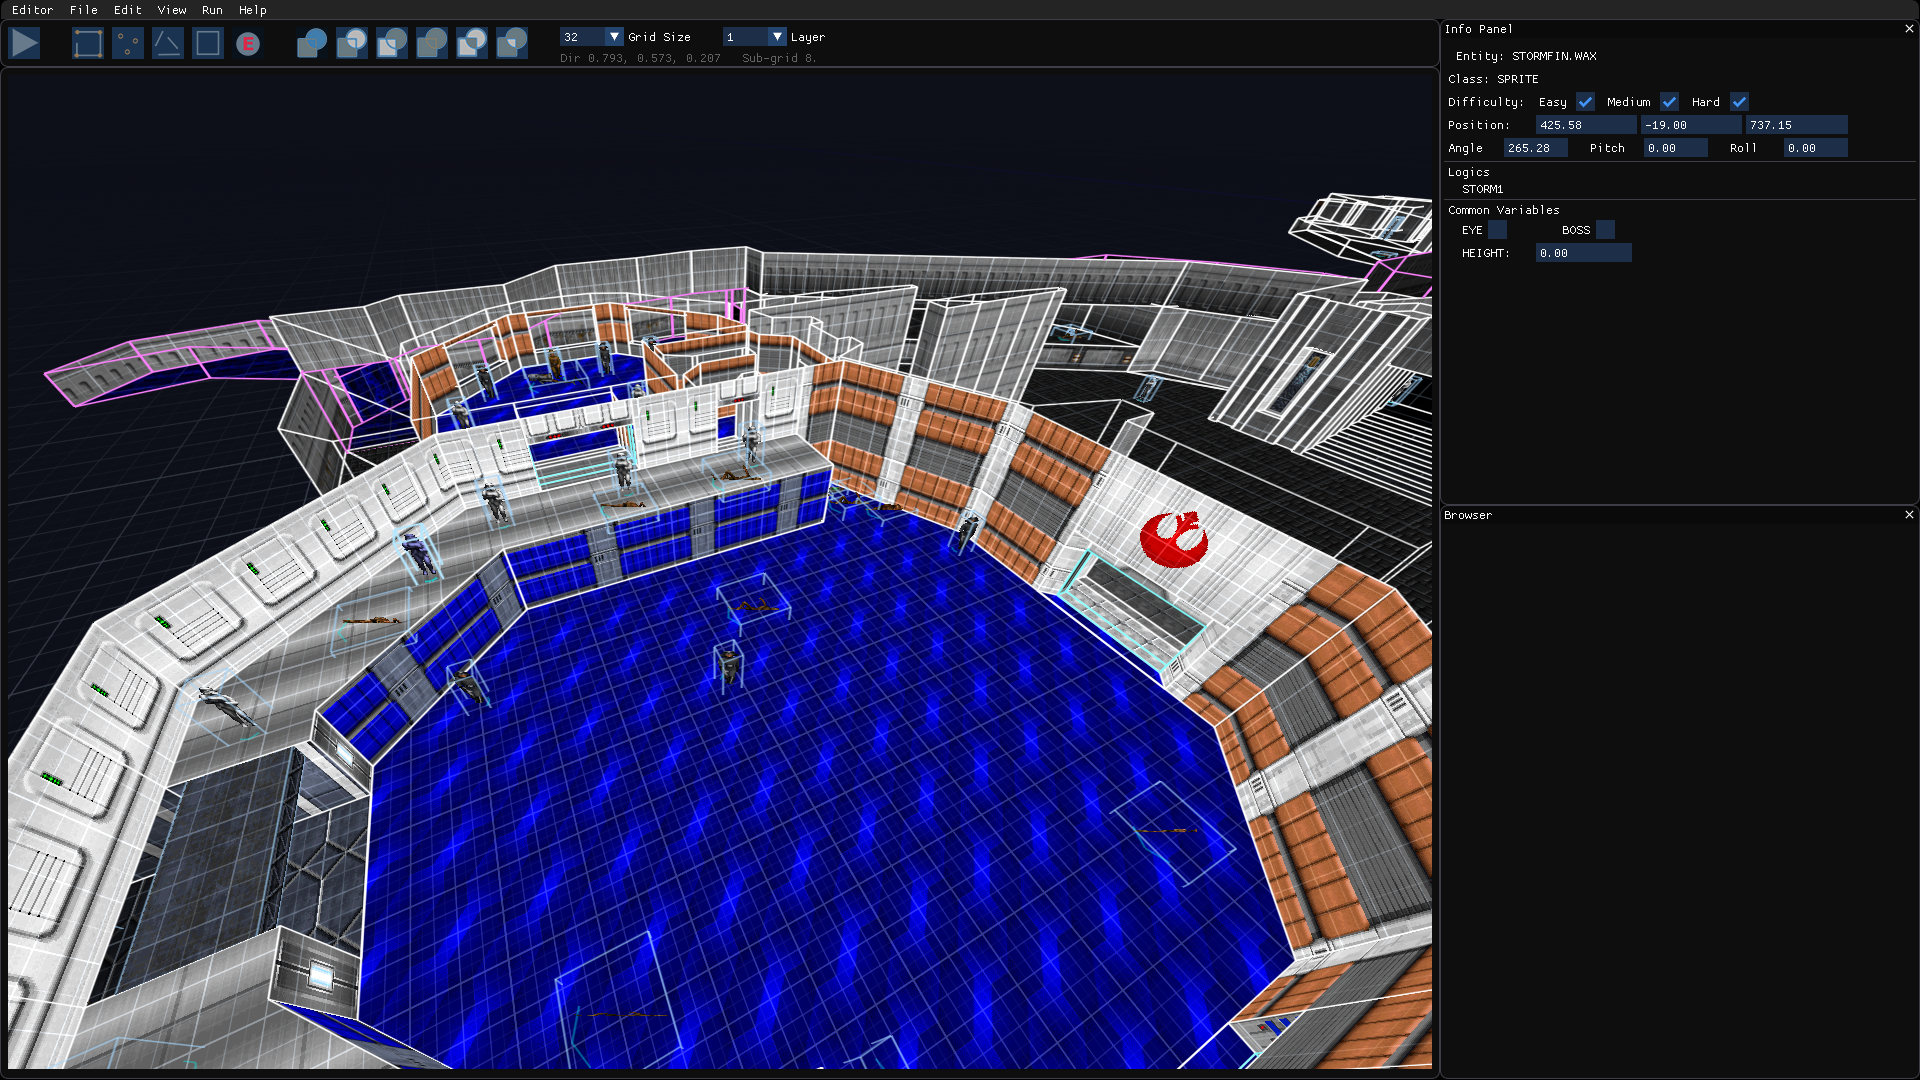 Editor File Edit View Run Help
E
32 Grid Size 1 Layer
Dir 0.793, 0.573, 0.207 Sub-grid 8.
Info Panel
Entity: STORMFIN.WAX
Class: SPRITE
Difficulty: Easy Medium Hard
Position: 425.58 -19.00 737.15
Angle 265.28 Pitch 0.00 Roll 0.00
Logics
STORM1
Common Variables
EYE BOSS
HEIGHT: 0.00
Browser